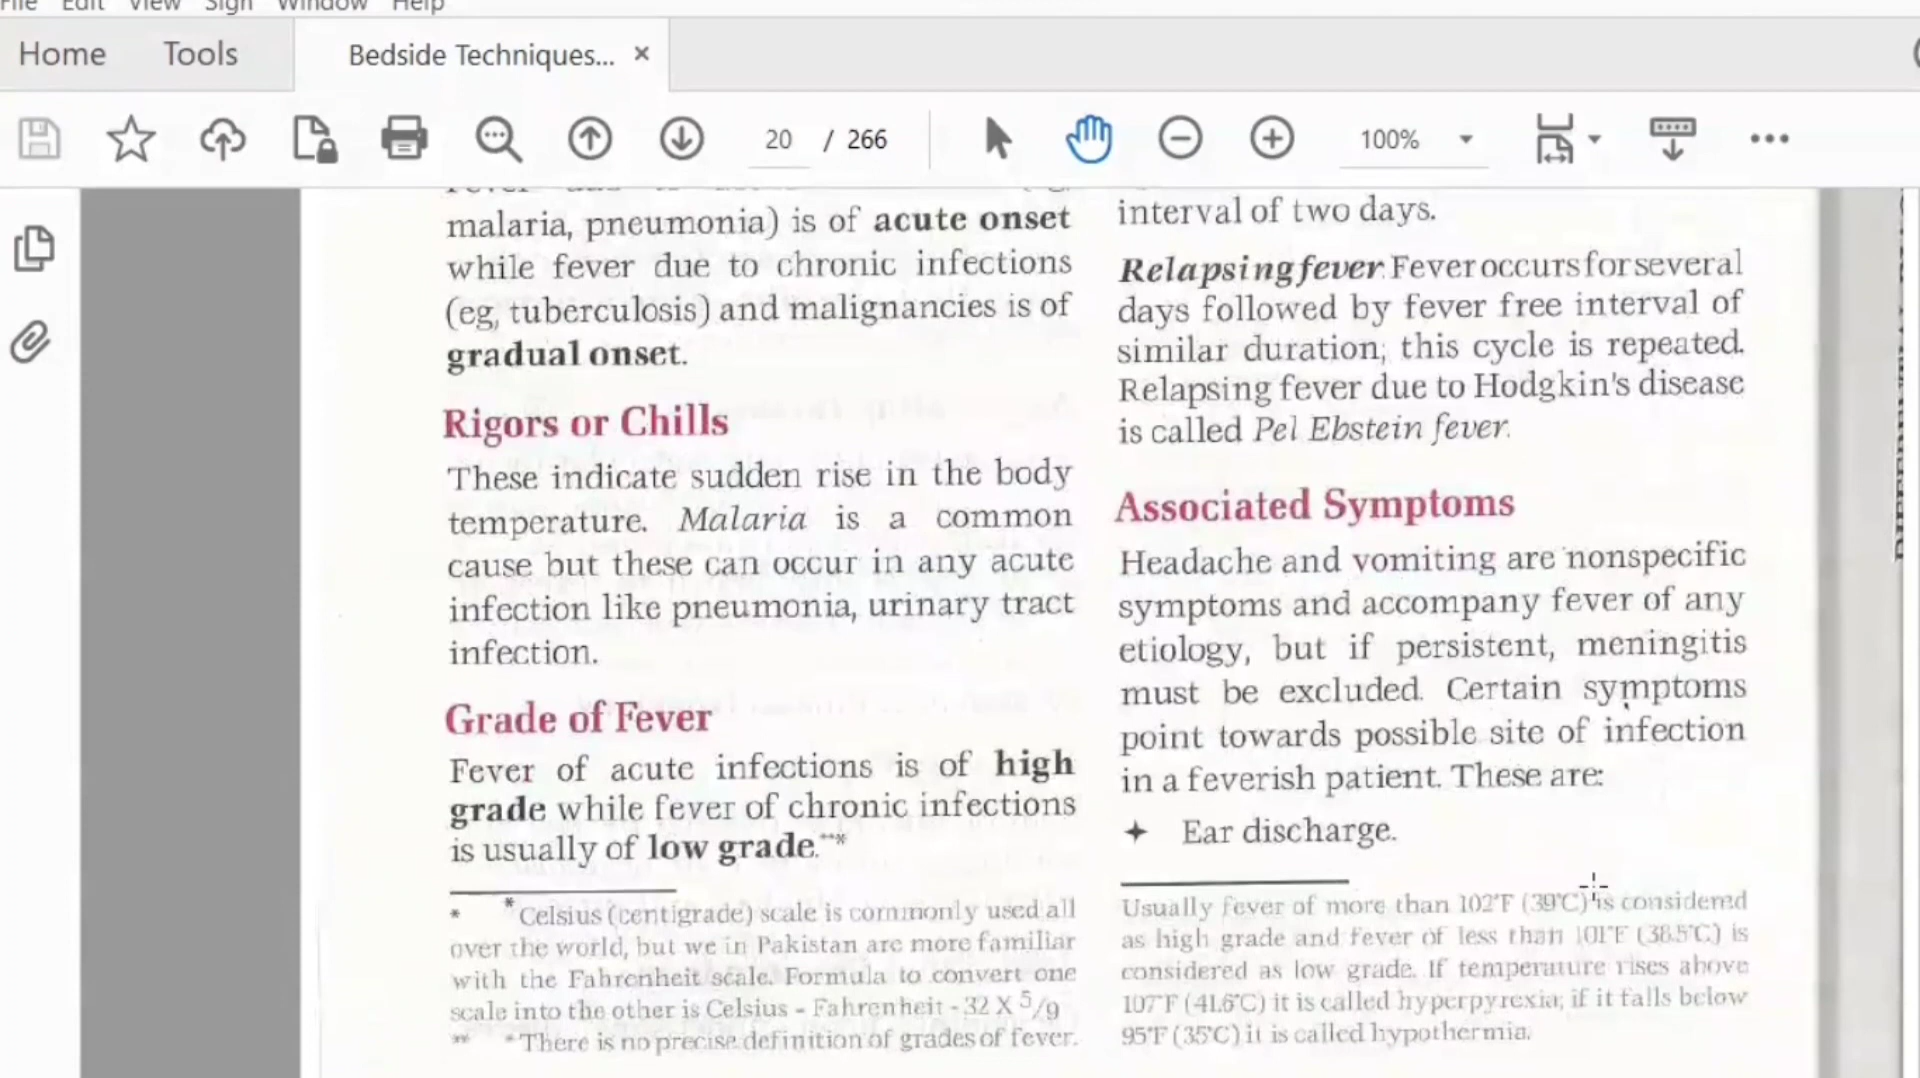 File Edit View Sign Window Help
Home Tools Bedside Techniques... ×
20 / 266 100%
malaria, pneumonia) is of acute onset
while fever due to chronic infections
(eg, tuberculosis) and malignancies is of
gradual onset.
Rigors or Chills
These indicate sudden rise in the body
temperature. Malaria is a common
cause but these can occur in any acute
infection like pneumonia, urinary tract
infection.
Grade of Fever
Fever of acute infections is of high
grade while fever of chronic infections
is usually of low grade.**
* *Celsius (centigrade) scale is commonly used all
over the world, but we in Pakistan are more familiar
with the Fahrenheit scale. Formula to convert one
scale into the other is Celsius - Fahrenheit - 32 X 5/9
** *There is no precise definition of grades of fever.
interval of two days.
Relapsing fever. Fever occurs for several
days followed by fever free interval of
similar duration; this cycle is repeated.
Relapsing fever due to Hodgkin's disease
is called Pel Ebstein fever.
Associated Symptoms
Headache and vomiting are nonspecific
symptoms and accompany fever of any
etiology, but if persistent, meningitis
must be excluded. Certain symptoms
point towards possible site of infection
in a feverish patient. These are:
✦ Ear discharge.
Usually fever of more than 102°F (39°C) is considered
as high grade and fever of less than 101°F (38.5°C) is
considered as low grade. If temperature rises above
107°F (41.6°C) it is called hyperpyrexia; if it falls below
95°F (35°C) it is called hypothermia.